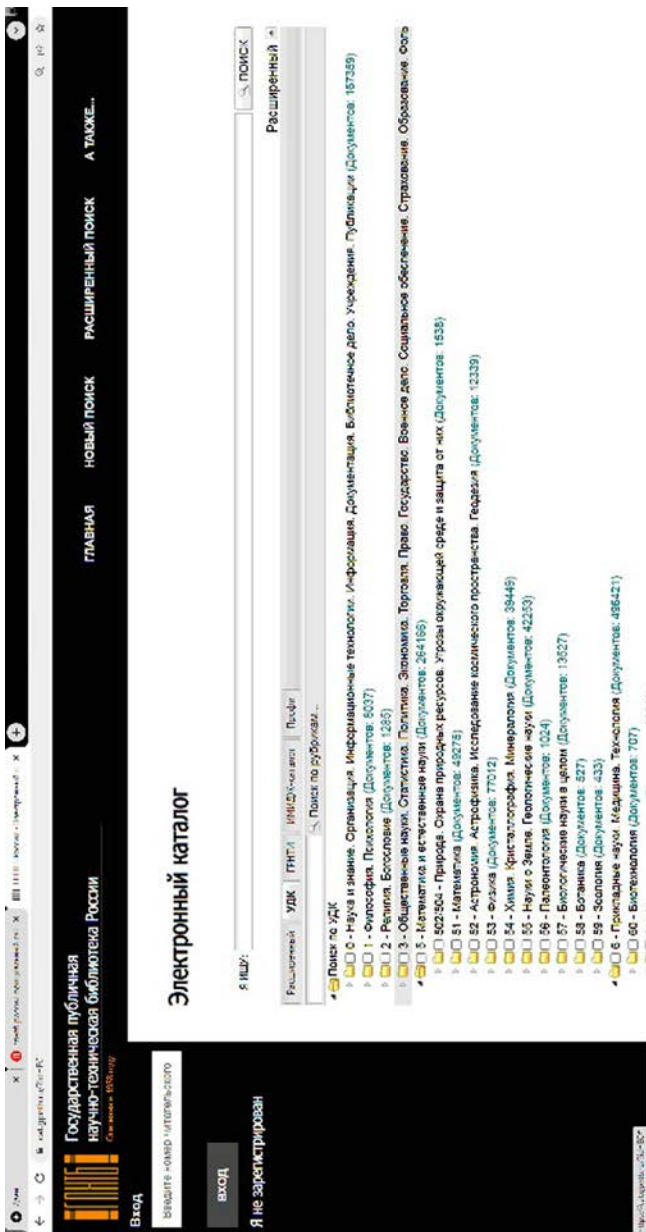 Государственная публичная
научно-техническая библиотека России
ГЛАВНАЯ НОВЫЙ ПОИСК РАСШИРЕННЫЙ ПОИСК А ТАКЖЕ...
Вход
Введите номер читательского
ВХОД
Я не зарегистрирован
Электронный каталог
Я ИЩУ:
ПОИСК
Расширенный
Расширенный УДК ГРНТИ Профи
Поиск по рубрикам...
Поиск по УДК
0 - Наука и знание. Организация. Информационные технологии. Информация. Документация. Библиотечное дело. Учреждения. Публикации (Документов: 157359)
1 - Философия. Психология (Документов: 6037)
2 - Религия. Богословие (Документов: 1285)
3 - Общественные науки. Статистика. Политика. Экономика. Торговля. Право. Государство. Военное дело. Социальное обеспечение. Страхование. Образование. Фоль
5 - Математика и естественные науки (Документов: 264166)
502/504 - Природа. Охрана природных ресурсов. Угрозы окружающей среде и защита от них (Документов: 1538)
51 - Математика (Документов: 49275)
52 - Астрономия. Астрофизика. Исследование космического пространства. Геодезия (Документов: 12339)
53 - Физика (Документов: 77012)
54 - Химия. Кристаллография. Минералогия (Документов: 39449)
55 - Науки о Земле. Геологические науки (Документов: 42253)
56 - Палеонтология (Документов: 1024)
57 - Биологические науки в целом (Документов: 13527)
58 - Ботаника (Документов: 527)
59 - Зоология (Документов: 433)
6 - Прикладные науки. Медицина. Технология (Документов: 496421)
60 - Биотехнология (Документов: 707)